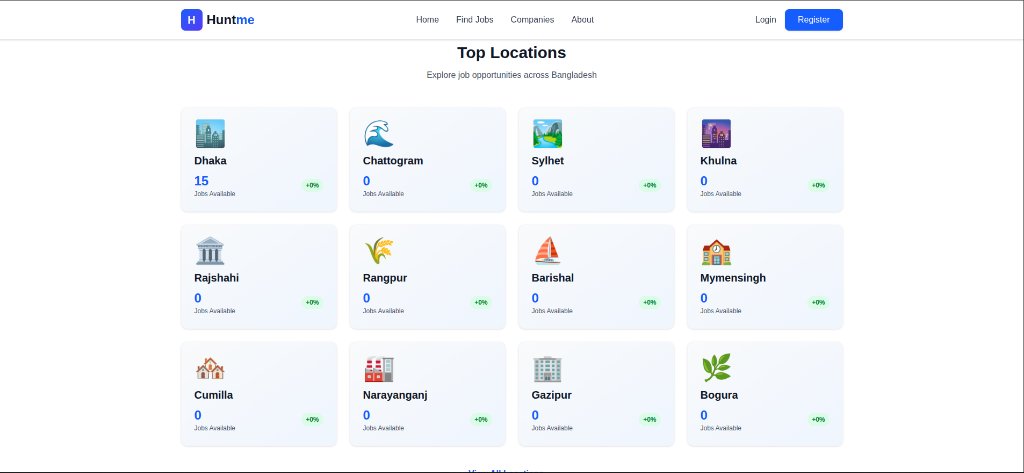 H Huntme Home Find Jobs Companies About Login Register
Top Locations
Explore job opportunities across Bangladesh
Dhaka Chattogram Sylhet Khulna
15 0 0 0
Jobs Available +0% Jobs Available +0% Jobs Available +0% Jobs Available +0%
Rajshahi Rangpur Barishal Mymensingh
0 0 0 0
Jobs Available +0% Jobs Available +0% Jobs Available +0% Jobs Available +0%
Cumilla Narayanganj Gazipur Bogura
0 0 0 0
Jobs Available +0% Jobs Available +0% Jobs Available +0% Jobs Available +0%